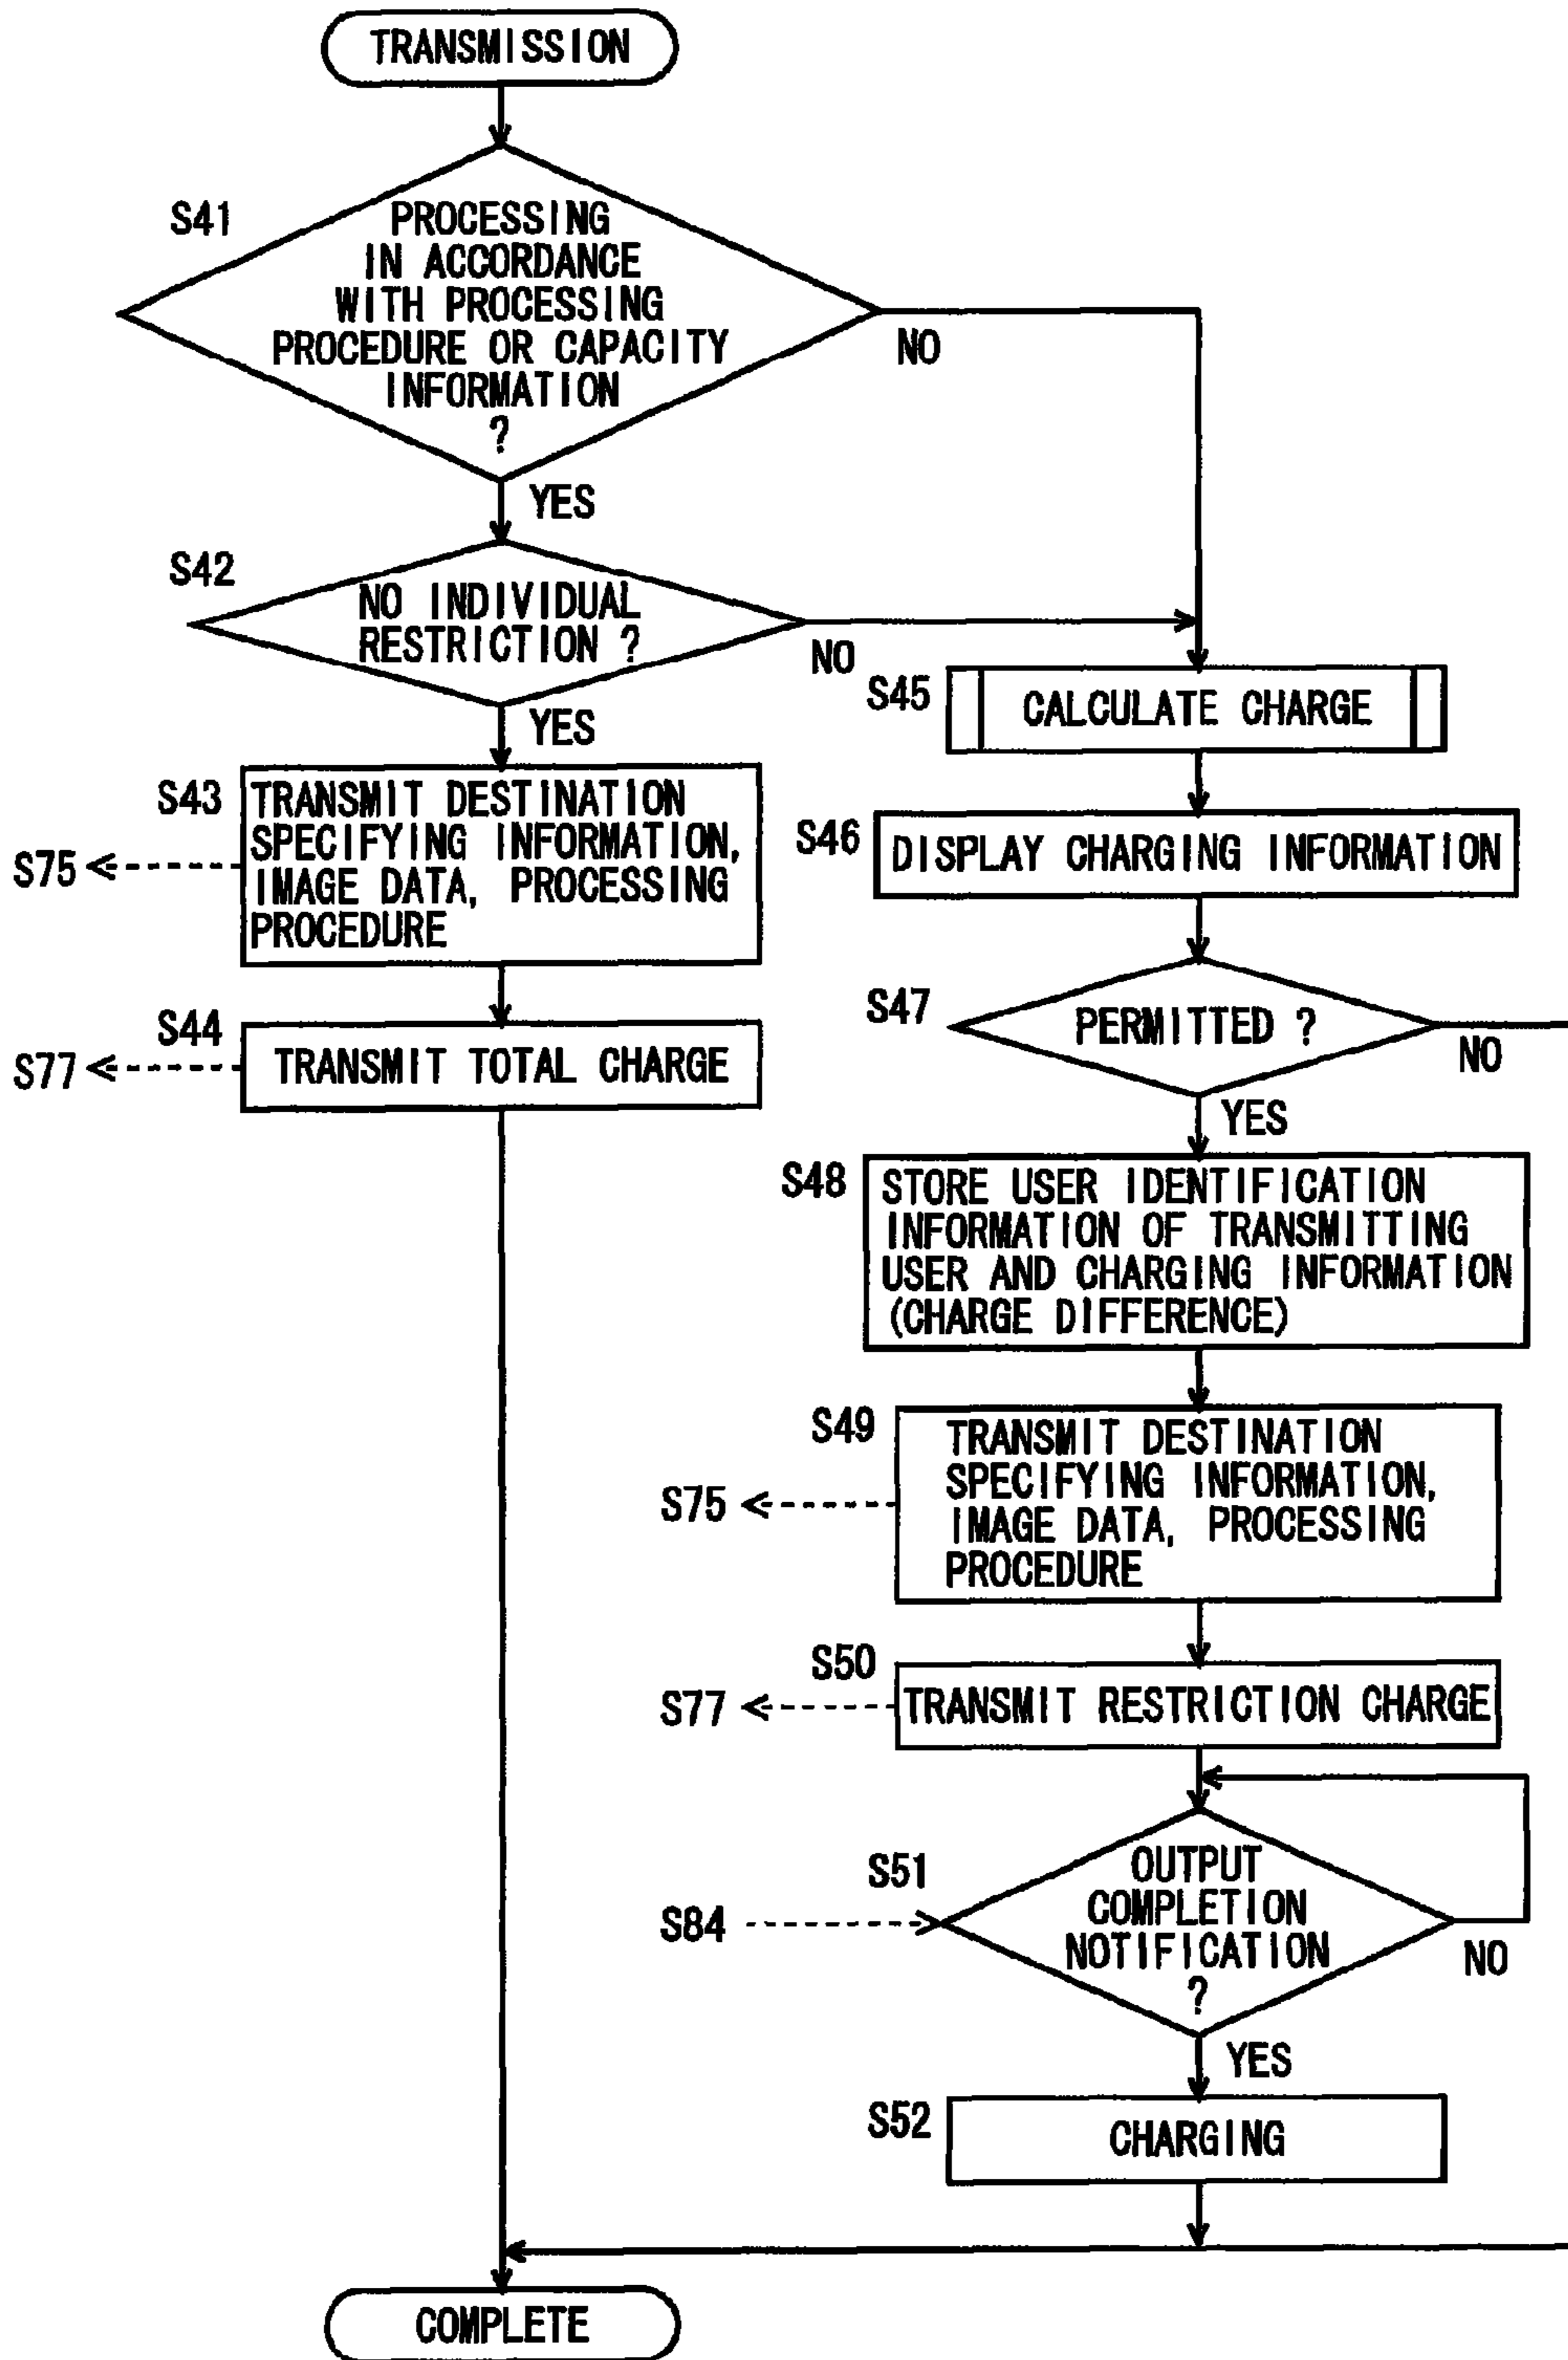 TRANSMISSION
S41
PROCESSING
IN ACCORDANCE
WITH PROCESSING
PROCEDURE OR CAPACITY
INFORMATION
?
NO
YES
S42
NO INDIVIDUAL
RESTRICTION ?
NO
YES
S43
TRANSMIT DESTINATION
SPECIFYING INFORMATION,
IMAGE DATA, PROCESSING
PROCEDURE
S75
S44
TRANSMIT TOTAL CHARGE
S77
S45
CALCULATE CHARGE
S46
DISPLAY CHARGING INFORMATION
S47
PERMITTED ?
NO
YES
S48
STORE USER IDENTIFICATION
INFORMATION OF TRANSMITTING
USER AND CHARGING INFORMATION
(CHARGE DIFFERENCE)
S49
TRANSMIT DESTINATION
SPECIFYING INFORMATION,
IMAGE DATA, PROCESSING
PROCEDURE
S75
S50
TRANSMIT RESTRICTION CHARGE
S77
S51
OUTPUT
COMPLETION
NOTIFICATION
?
S84
NO
YES
S52
CHARGING
COMPLETE